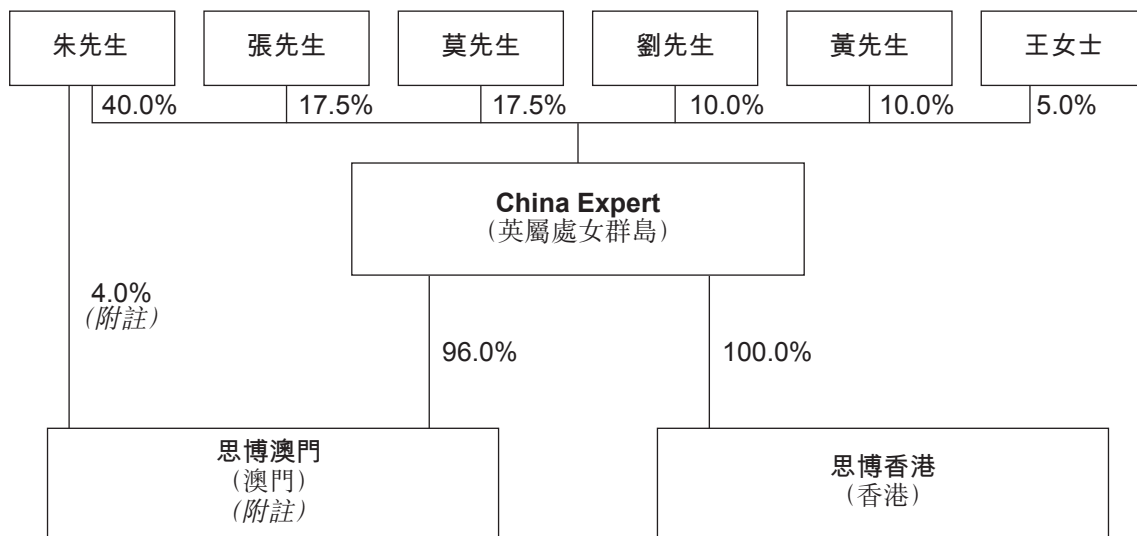 朱先生
張先生
莫先生
劉先生
黃先生
王女士
40.0%
17.5%
17.5%
10.0%
10.0%
5.0%
China Expert
（英屬處女群島）
4.0%
（附註）
96.0%
100.0%
思博澳門
（澳門）
（附註）
思博香港
（香港）